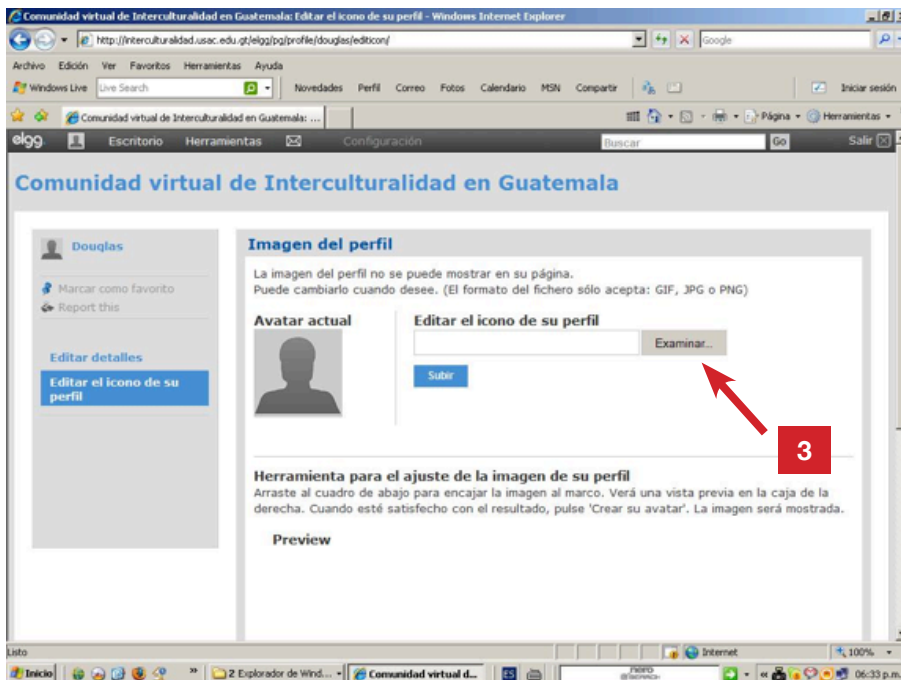 Comunidad virtual de Interculturalidad en Guatemala: Editar el icono de su perfil - Windows Internet Explorer
http://interculturalidad.usac.edu.gt/elgg/pg/profile/douglas/editicon/
Google
Archivo Edición Ver Favoritos Herramientas Ayuda
Windows Live Live Search Novedades Perfil Correo Fotos Calendario MSN Compartir Iniciar sesión
Comunidad virtual de Interculturalidad en Guatemala: ... Página Herramientas
elgg Escritorio Herramientas Configuración Buscar Go Salir
Comunidad virtual de Interculturalidad en Guatemala
Douglas
Marcar como favorito
Report this
Editar detalles
Editar el icono de su
perfil
Imagen del perfil
La imagen del perfil no se puede mostrar en su página.
Puede cambiarlo cuando desee. (El formato del fichero sólo acepta: GIF, JPG o PNG)
Avatar actual
Editar el icono de su perfil
Examinar...
Subir
3
Herramienta para el ajuste de la imagen de su perfil
Arraste al cuadro de abajo para encajar la imagen al marco. Verá una vista previa en la caja de la
derecha. Cuando esté satisfecho con el resultado, pulse 'Crear su avatar'. La imagen será mostrada.
Preview
Listo Internet 100%
Inicio 2 Explorador de Wind... Comunidad virtual d... ES 06:33 p.m.